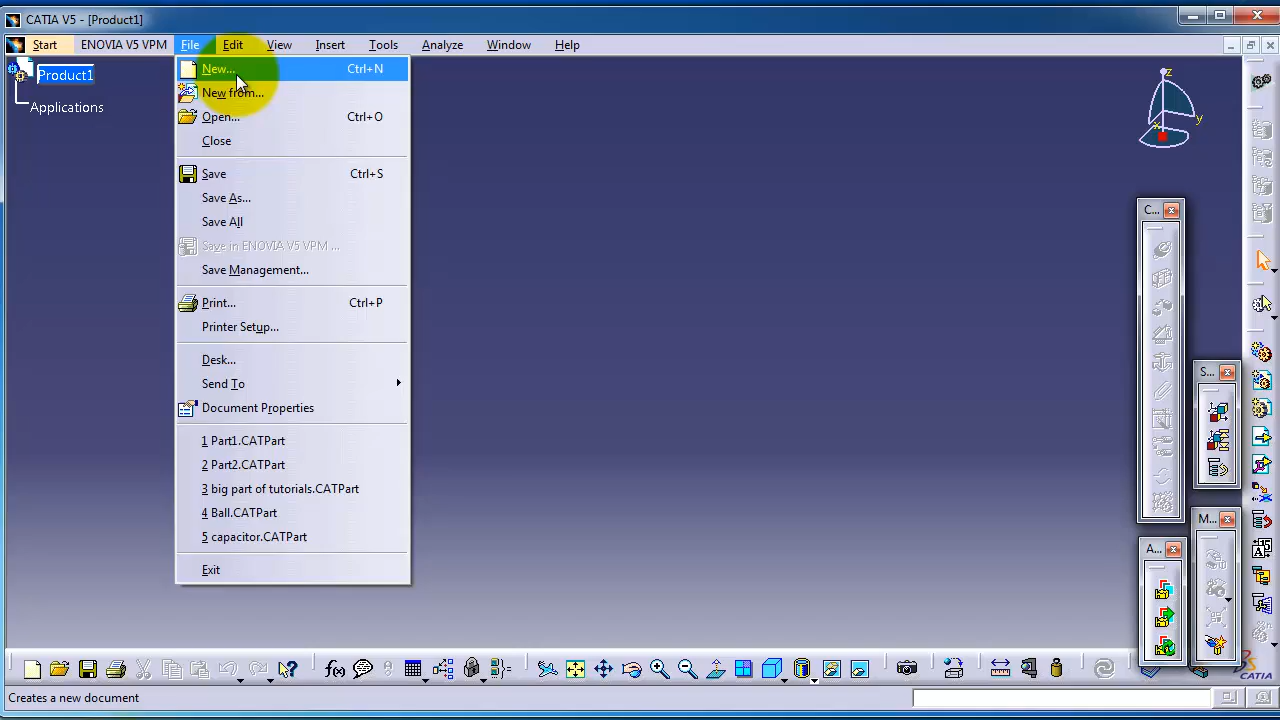 CATIA V5 - [Product1]
Start ENOVIA V5 VPM File Edit View Insert Tools Analyze Window Help
Product1
Applications
New... Ctrl+N
New from...
Open... Ctrl+O
Close
Save Ctrl+S
Save As...
Save All
Save in ENOVIA V5 VPM ...
Save Management...
Print... Ctrl+P
Printer Setup...
Desk...
Send To
Document Properties
1 Part1.CATPart
2 Part2.CATPart
3 big part of tutorials.CATPart
4 Ball.CATPart
5 capacitor.CATPart
Exit
z
y
x
C...
S...
M...
A...
f(x)
CATIA
Creates a new document